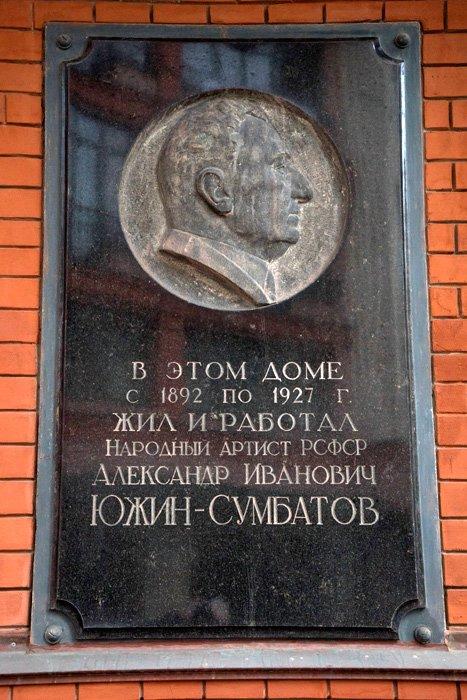 В ЭТОМ ДОМЕ
С 1892 ПО 1927 Г.
ЖИЛ И РАБОТАЛ
НАРОДНЫЙ АРТИСТ РСФСР
АЛЕКСАНДР ИВАНОВИЧ
ЮЖИН-СУМБАТОВ